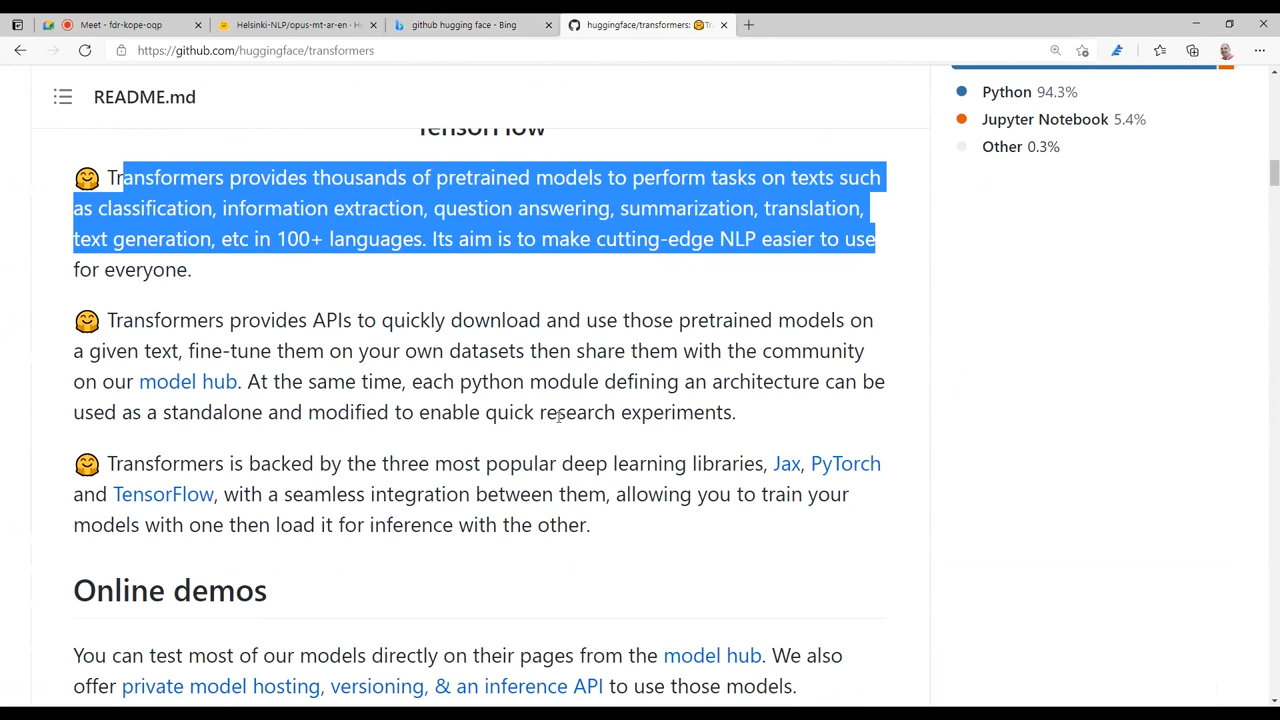 Meet - fdr-kope-oqp
Helsinki-NLP/opus-mt-ar-en · Hu
github hugging face - Bing
huggingface/transformers: 🤗Tr
https://github.com/huggingface/transformers
README.md
TensorFlow
🤗 Transformers provides thousands of pretrained models to perform tasks on texts such
as classification, information extraction, question answering, summarization, translation,
text generation, etc in 100+ languages. Its aim is to make cutting-edge NLP easier to use
for everyone.
🤗 Transformers provides APIs to quickly download and use those pretrained models on
a given text, fine-tune them on your own datasets then share them with the community
on our model hub. At the same time, each python module defining an architecture can be
used as a standalone and modified to enable quick research experiments.
🤗 Transformers is backed by the three most popular deep learning libraries, Jax, PyTorch
and TensorFlow, with a seamless integration between them, allowing you to train your
models with one then load it for inference with the other.
Online demos
You can test most of our models directly on their pages from the model hub. We also
offer private model hosting, versioning, & an inference API to use those models.
Python 94.3%
Jupyter Notebook 5.4%
Other 0.3%